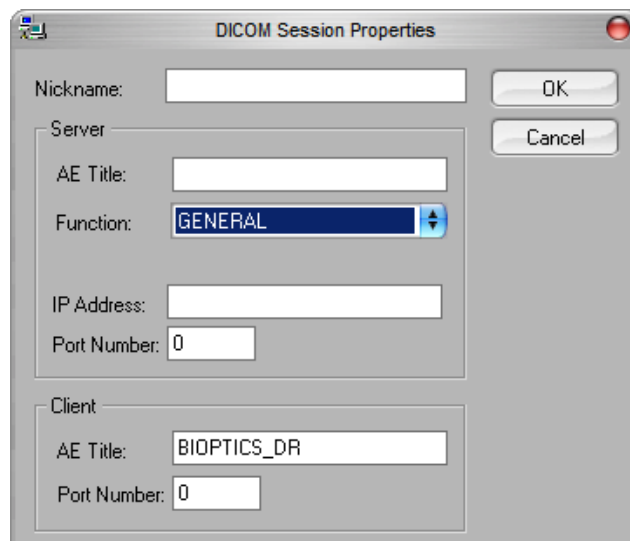 DICOM Session Properties
Nickname:
OK
Server
Cancel
AE Title:
Function: GENERAL
IP Address:
Port Number: 0
Client
AE Title: BIOPTICS_DR
Port Number: 0